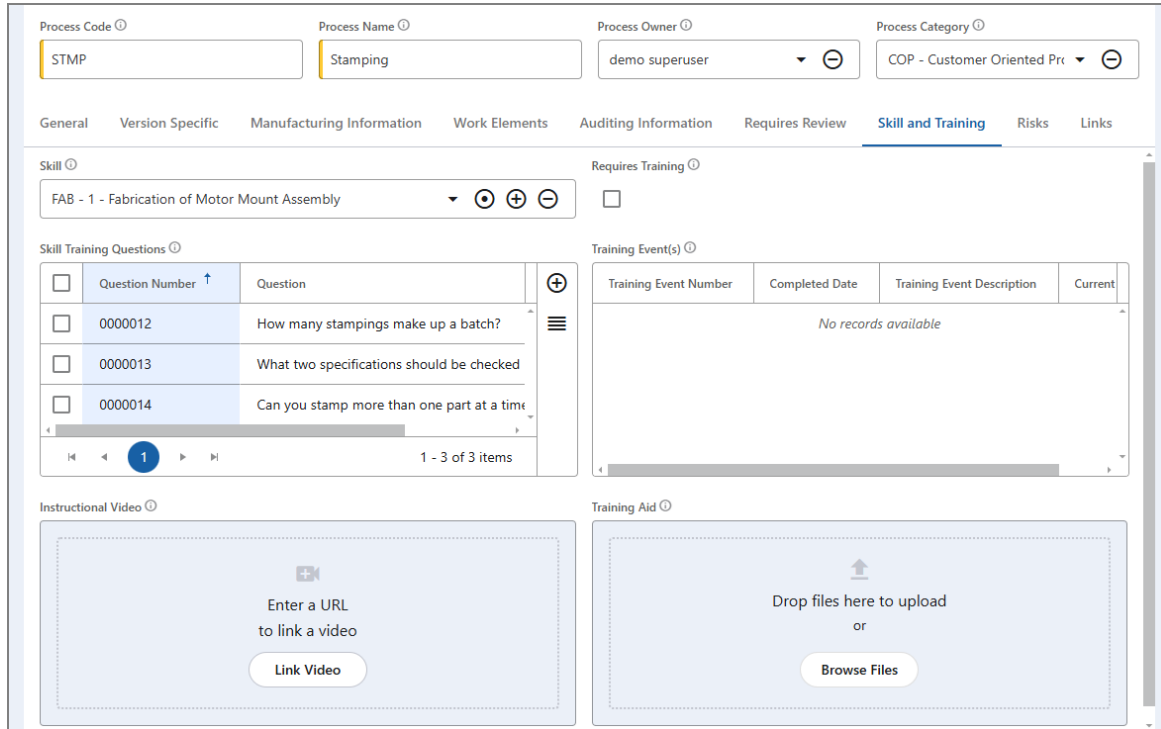 Process Code
Process Name
Process Owner
Process Category
STMP
Stamping
demo superuser
COP - Customer Oriented Pr
General
Version Specific
Manufacturing Information
Work Elements
Auditing Information
Requires Review
Skill and Training
Risks
Links
Skill
Requires Training
FAB - 1 - Fabrication of Motor Mount Assembly
Skill Training Questions
Question Number
Question
0000012
How many stampings make up a batch?
0000013
What two specifications should be checked
0000014
Can you stamp more than one part at a time
1
1 - 3 of 3 items
Training Event(s)
Training Event Number
Completed Date
Training Event Description
Current
No records available
Instructional Video
Enter a URL
to link a video
Link Video
Training Aid
Drop files here to upload
or
Browse Files